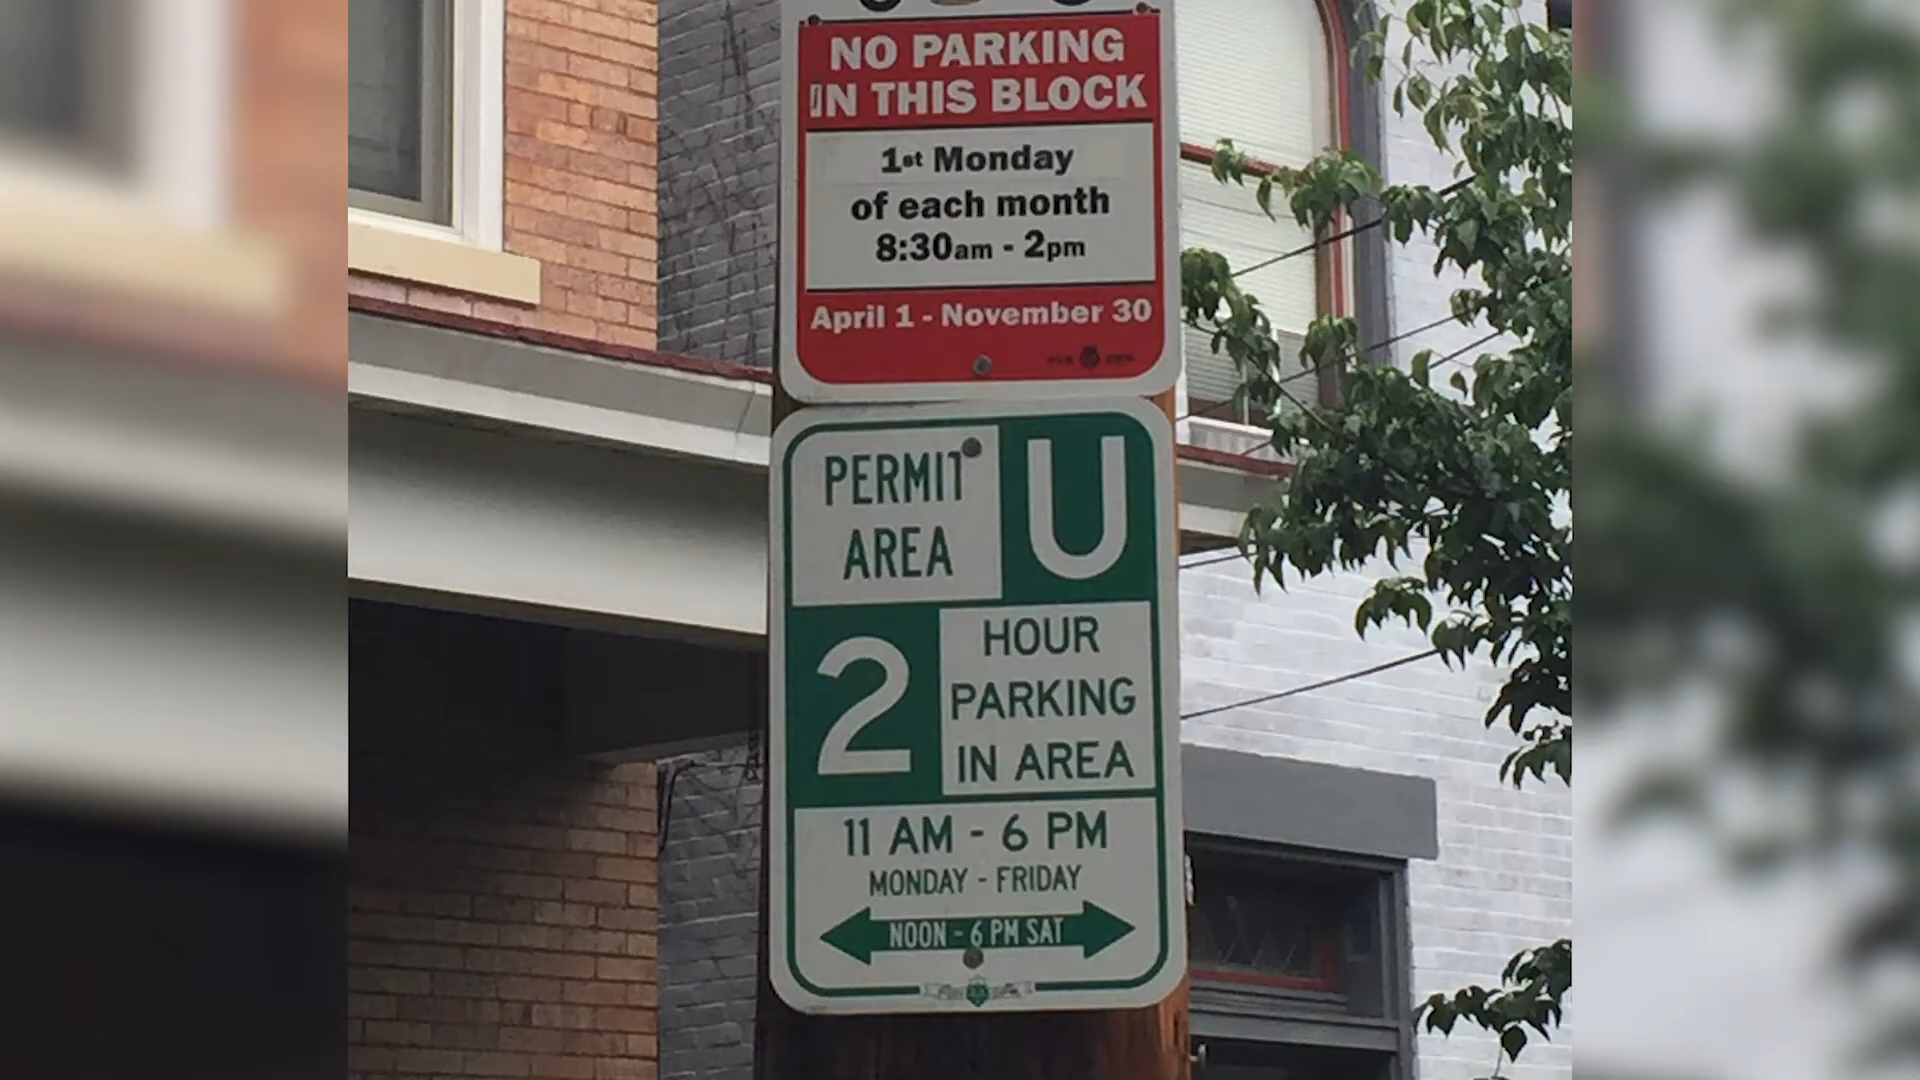 NO PARKING
IN THIS BLOCK
1st Monday
of each month
8:30am - 2pm
April 1 - November 30
PERMIT
AREA
U
2
HOUR
PARKING
IN AREA
11 AM - 6 PM
MONDAY - FRIDAY
NOON - 6 PM SAT